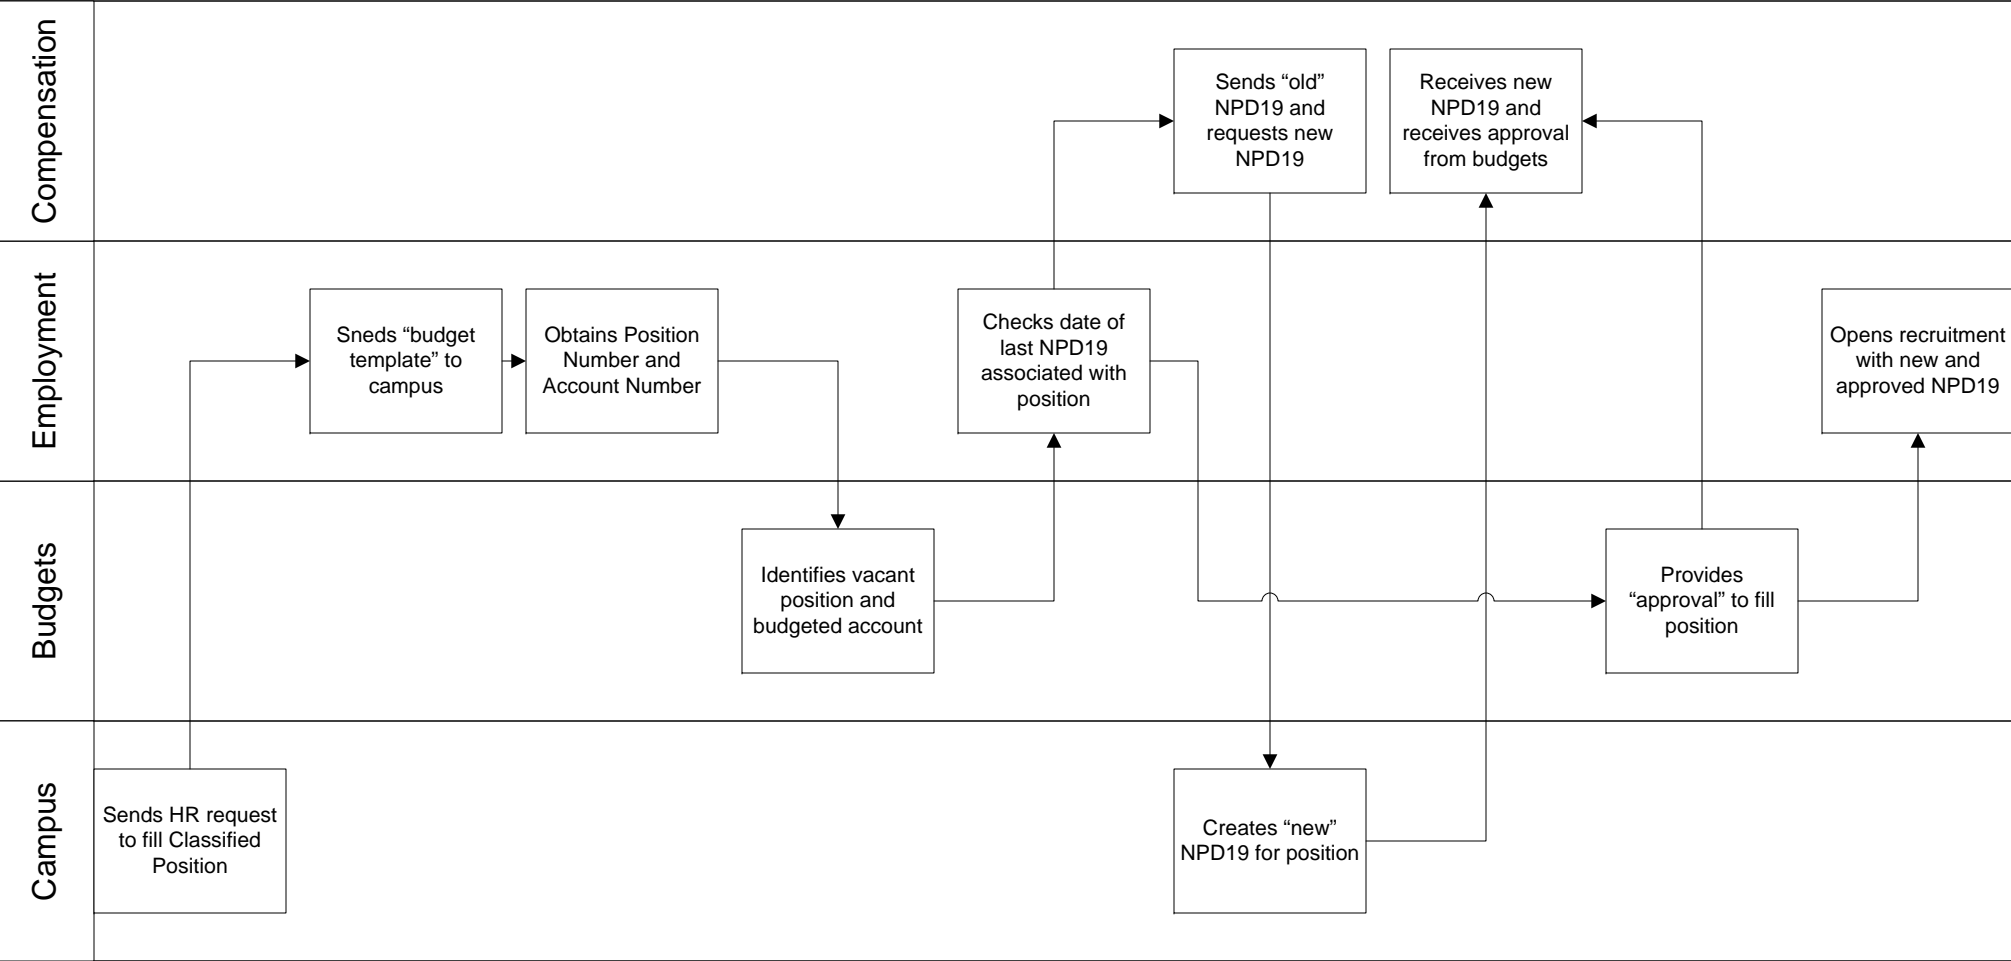 Compensation
Sends “old”
NPD19 and
requests new
NPD19
Receives new
NPD19 and
receives approval
from budgets
Employment
Sneds “budget
template” to
campus
Obtains Position
Number and
Account Number
Checks date of
last NPD19
associated with
position
Opens recruitment
with new and
approved NPD19
Budgets
Identifies vacant
position and
budgeted account
Provides
“approval” to fill
position
Campus
Sends HR request
to fill Classified
Position
Creates “new”
NPD19 for position